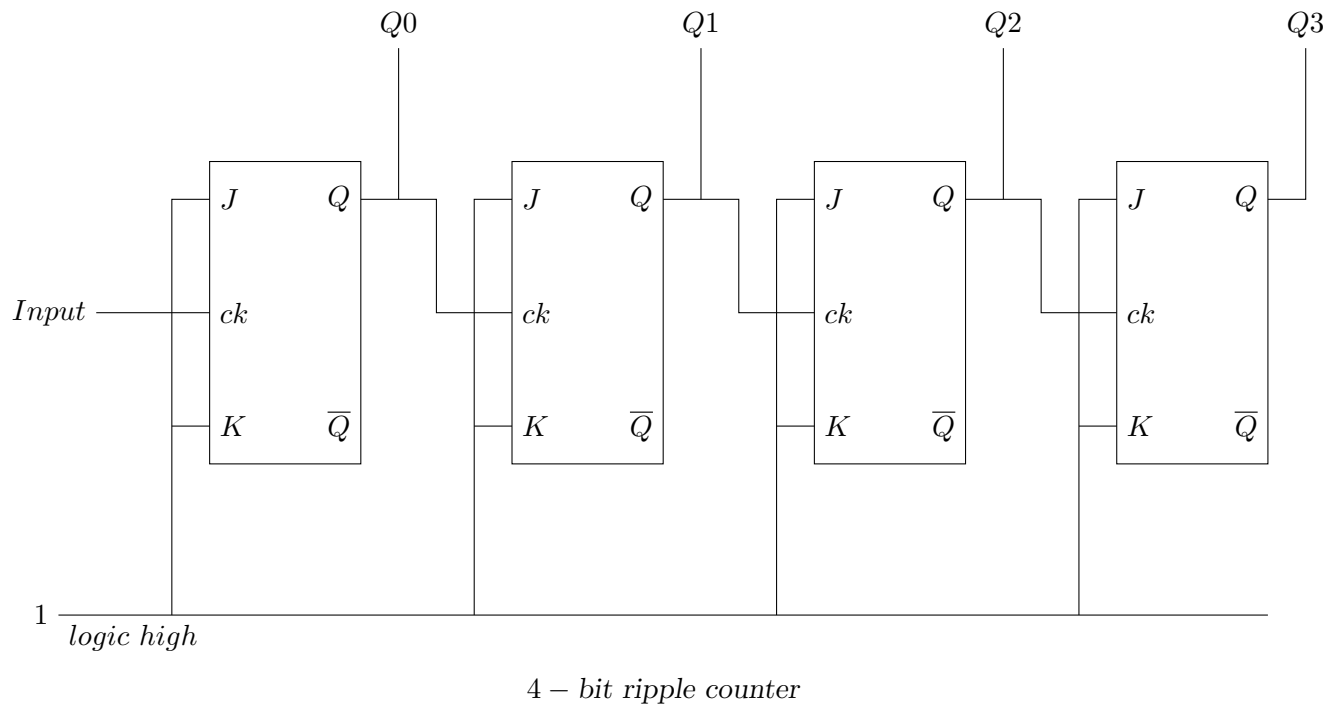 Q0 Q1 Q2 Q3
J Q J Q J Q J Q
Input ck ck ck ck
K Q̅ K Q̅ K Q̅ K Q̅
1
logic high
4 − bit ripple counter